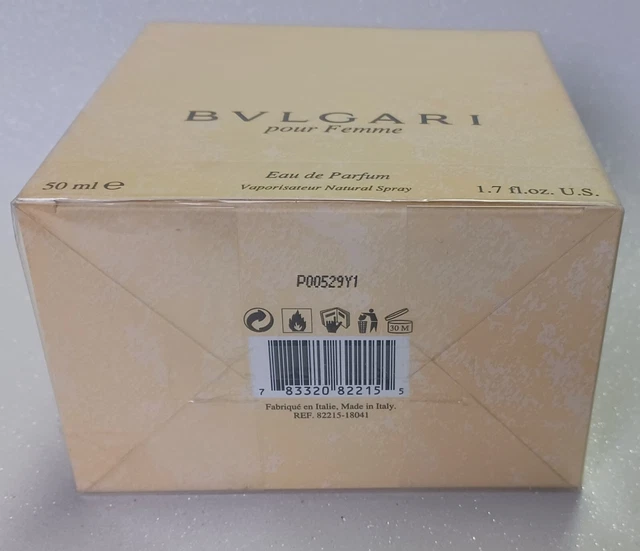 BVLGARI
pour Femme
Eau de Parfum
50 ml ℮ Vaporisateur Natural Spray 1.7 fl.oz. U.S.
P00529Y1
30 M
7 83320 82215 5
Fabriqué en Italie, Made in Italy.
REF. 82215-18041